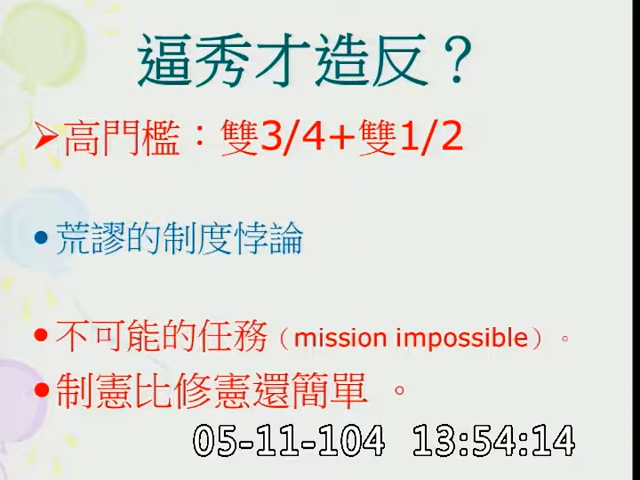 逼秀才造反？
高門檻：雙3/4+雙1/2
荒謬的制度悖論
不可能的任務（mission impossible）。
制憲比修憲還簡單 。
05-11-104 13:54:14